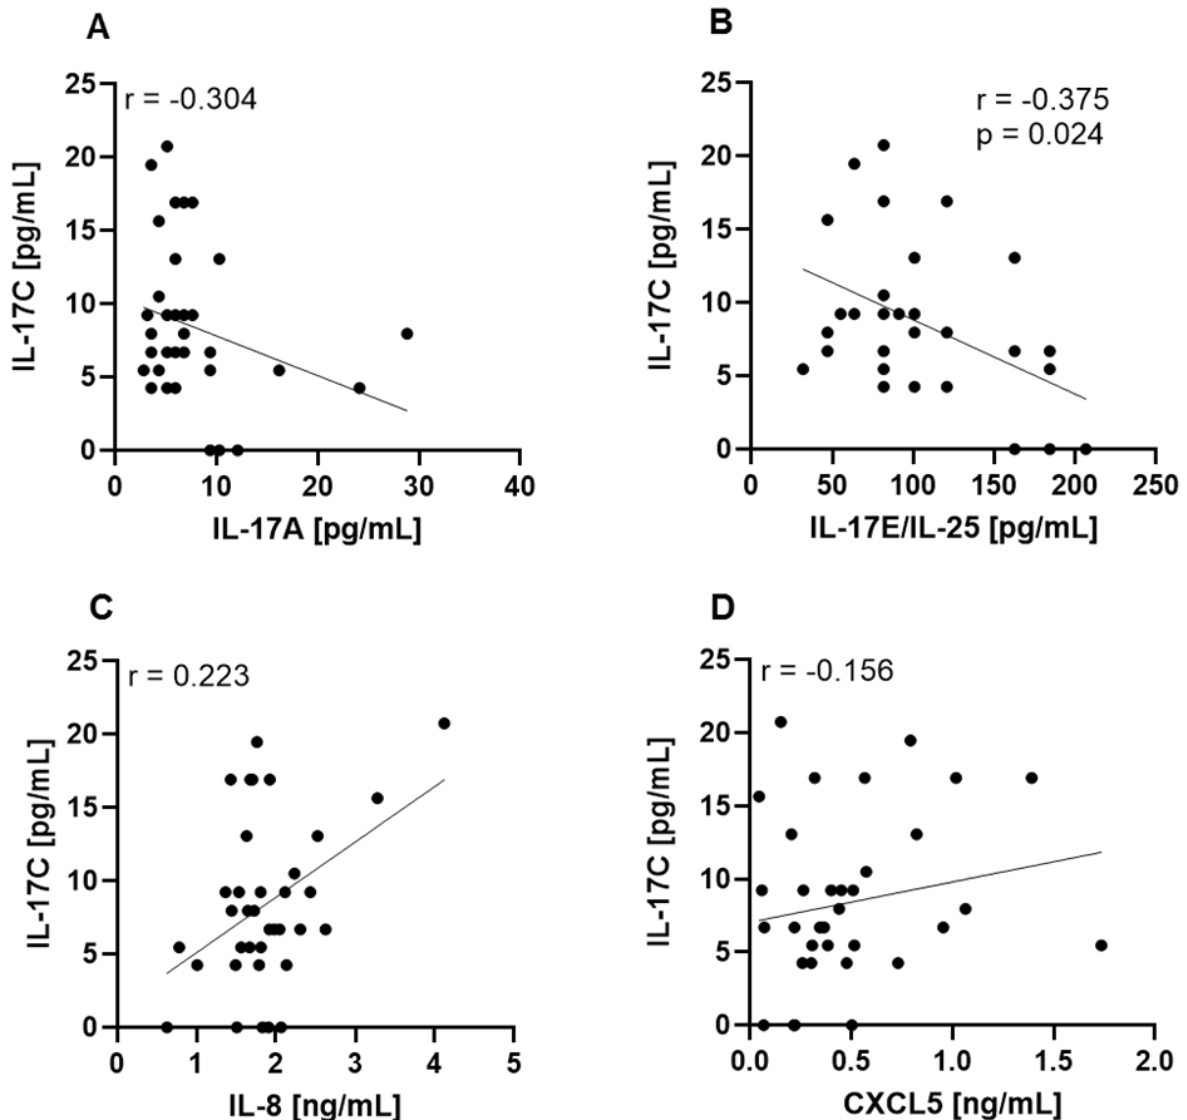 A
r = -0.304
25
20
15
10
5
0
IL-17C [pg/mL]
0 10 20 30 40
IL-17A [pg/mL]
B
r = -0.375
p = 0.024
25
20
15
10
5
0
IL-17C [pg/mL]
0 50 100 150 200 250
IL-17E/IL-25 [pg/mL]
C
r = 0.223
25
20
15
10
5
0
IL-17C [pg/mL]
0 1 2 3 4 5
IL-8 [ng/mL]
D
r = -0.156
25
20
15
10
5
0
IL-17C [pg/mL]
0.0 0.5 1.0 1.5 2.0
CXCL5 [ng/mL]